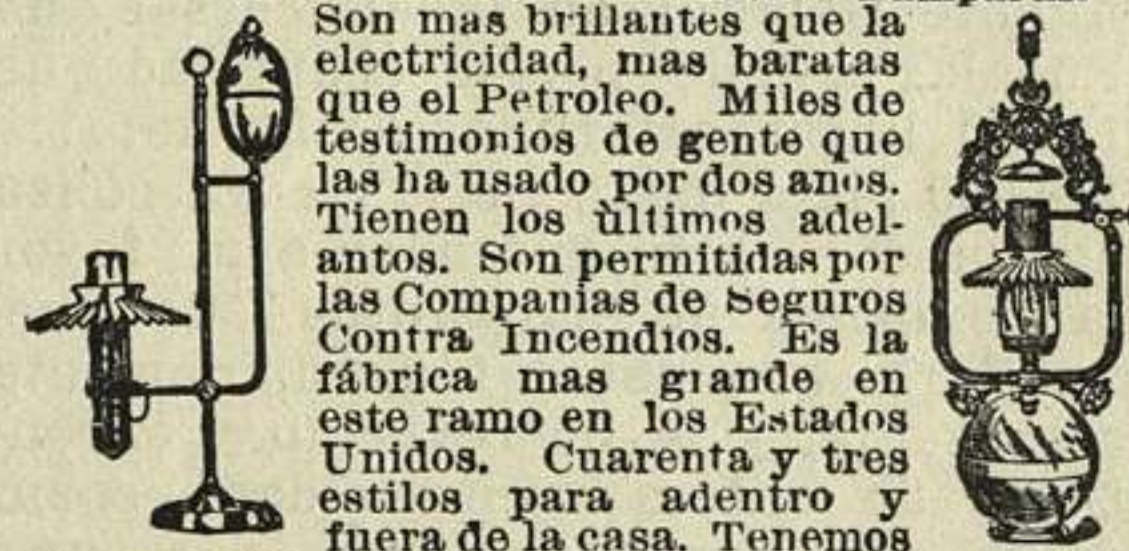 Son mas brillantes que la
electricidad, mas baratas
que el Petroleo. Miles de
testimonios de gente que
las ha usado por dos anos.
Tienen los ùltimos adel-
antos. Son permitidas por
las Companias de Seguros
Contra Incendios. Es la
fábrica mas grande en
este ramo en los Estados
Unidos. Cuarenta y tres
estilos para adentro y
fuera de la casa. Tenemos